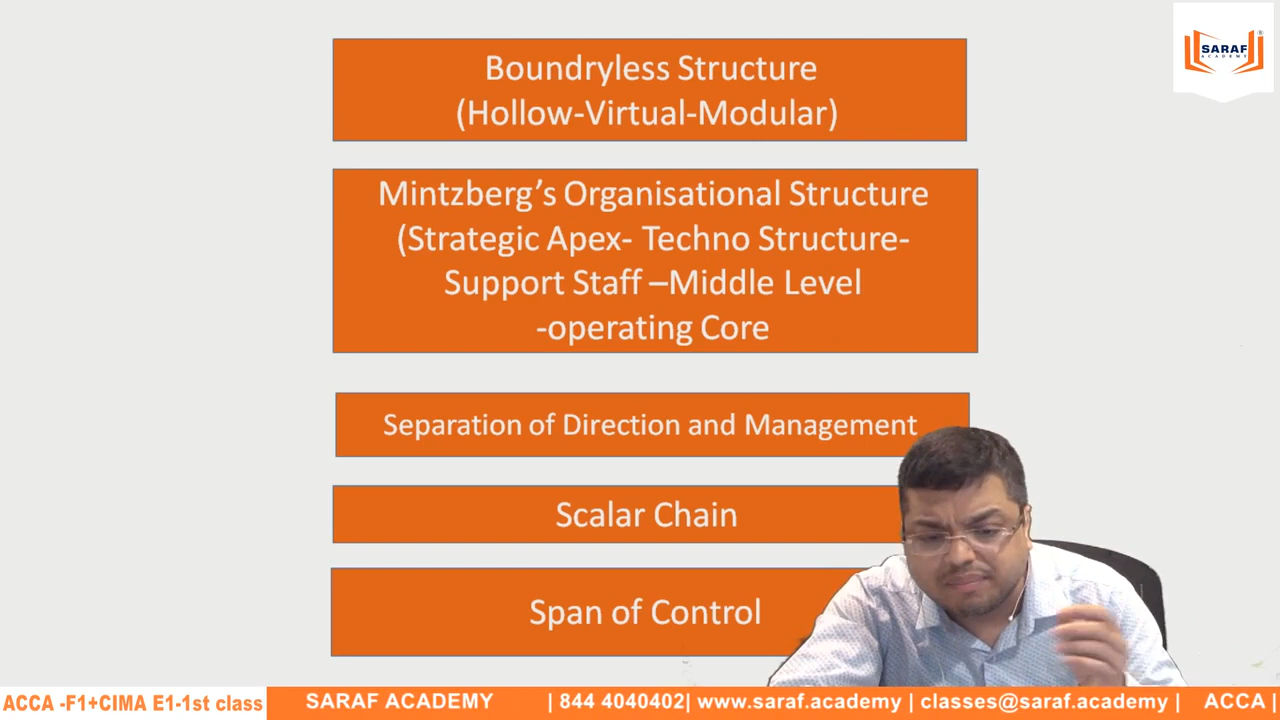 SARAF
ACADEMY
Boundryless Structure
(Hollow-Virtual-Modular)
Mintzberg’s Organisational Structure
(Strategic Apex- Techno Structure-
Support Staff –Middle Level
-operating Core
Separation of Direction and Management
Scalar Chain
Span of Control
ACCA -F1+CIMA E1-1st class
SARAF ACADEMY | 844 4040402| www.saraf.academy | classes@saraf.academy | ACCA |